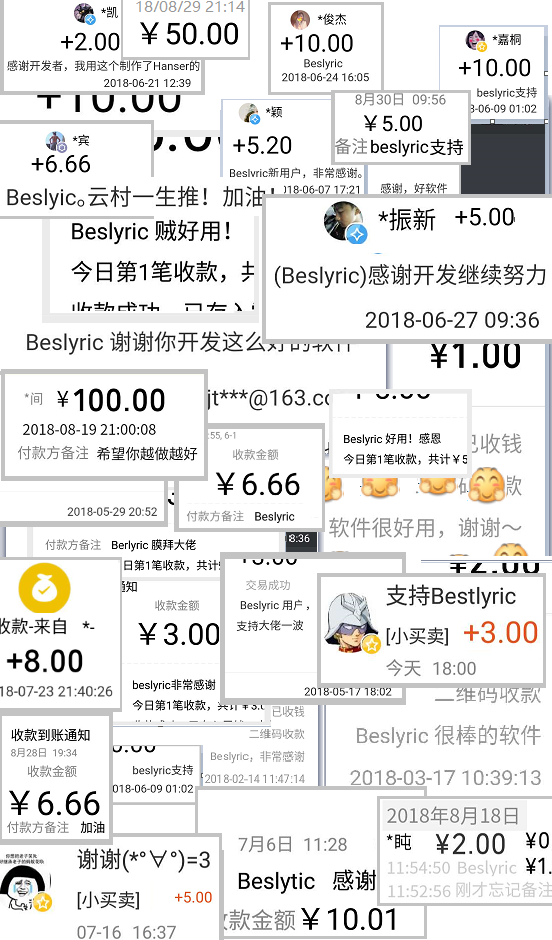 *凯
+2.00
感谢开发者，我用这个制作了Hanser的
2018-06-21 12:39
18/08/29 21:14
￥50.00
*俊杰
+10.00
Beslyric
2018-06-24 16:05
*嘉桐
+10.00
beslyric支持
-06-09 01:02
+10.00
*宾
+6.66
Beslyic。云村一生推！加油！
*颖
+5.20
Beslyric新用户，非常感谢。
2018-06-07 17:21
8月30日 09:56
￥5.00
备注 beslyric支持
感谢，好软件
Beslyric 贼好用！
今日第1笔收款，共
*振新 +5.00
(Beslyric)感谢开发继续努力
2018-06-27 09:36
Beslyric 谢谢你开发这么好的软件
￥1.00
*间 ￥100.00
2018-08-19 21:00:08
付款方备注 希望你越做越好
jt***@163.co
2018-05-29 20:52
:55, 6-1
收款金额
￥6.66
付款方备注 Beslyric
Beslyric 好用！感恩
今日第1笔收款，共计￥5
已收钱
软件很好用，谢谢～
￥2.00
付款方备注 Berlyric 膜拜大佬
8:36
日第1笔收款，共计
收款-来自 *-
+8.00
18-07-23 21:40:26
通知
收款金额
￥3.00
beslyric非常感谢
今日第1笔收款，共计￥3.0
交易成功
Beslyric 用户，
支持大佬一波
2018-05-17 18:02
支持Bestlyric
[小买卖] +3.00
今天 18:00
二维码收款
Beslyric 很棒的软件
2018-03-17 10:39:13
收款到账通知
8月28日 19:34
收款金额
￥6.66
付款方备注 加油
beslyric支持
2018-06-09 01:02
已收钱
二维码收款
Beslyric，非常感谢
2018-02-14 11:47:14
谢谢(*°∀°)=3
[小买卖] +5.00
07-16 16:37
7月6日 11:28
Beslytic 感谢
收款金额￥10.01
2018年8月18日
*盹 ￥2.00 ￥0
11:54:50 Beslyric ￥1.
11:52:56 刚才忘记备注